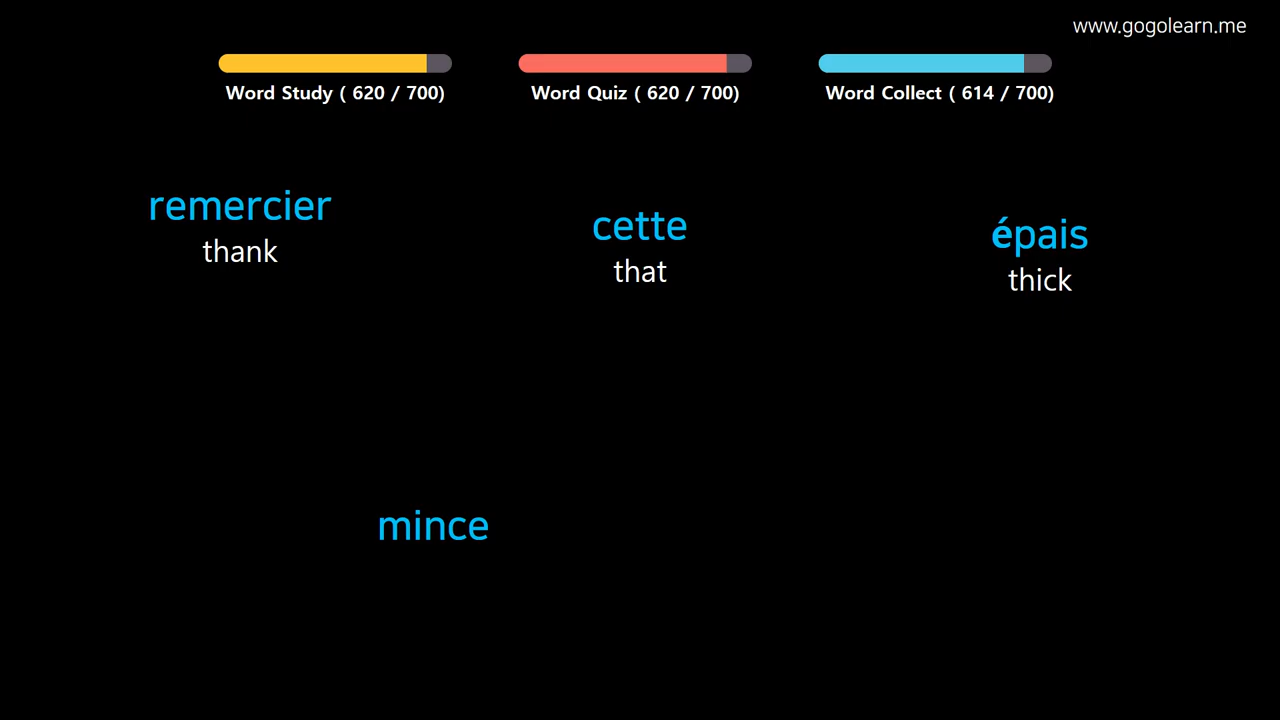 www.gogolearn.me
Word Study ( 620 / 700)
Word Quiz ( 620 / 700)
Word Collect ( 614 / 700)
remercier
thank
cette
that
épais
thick
mince